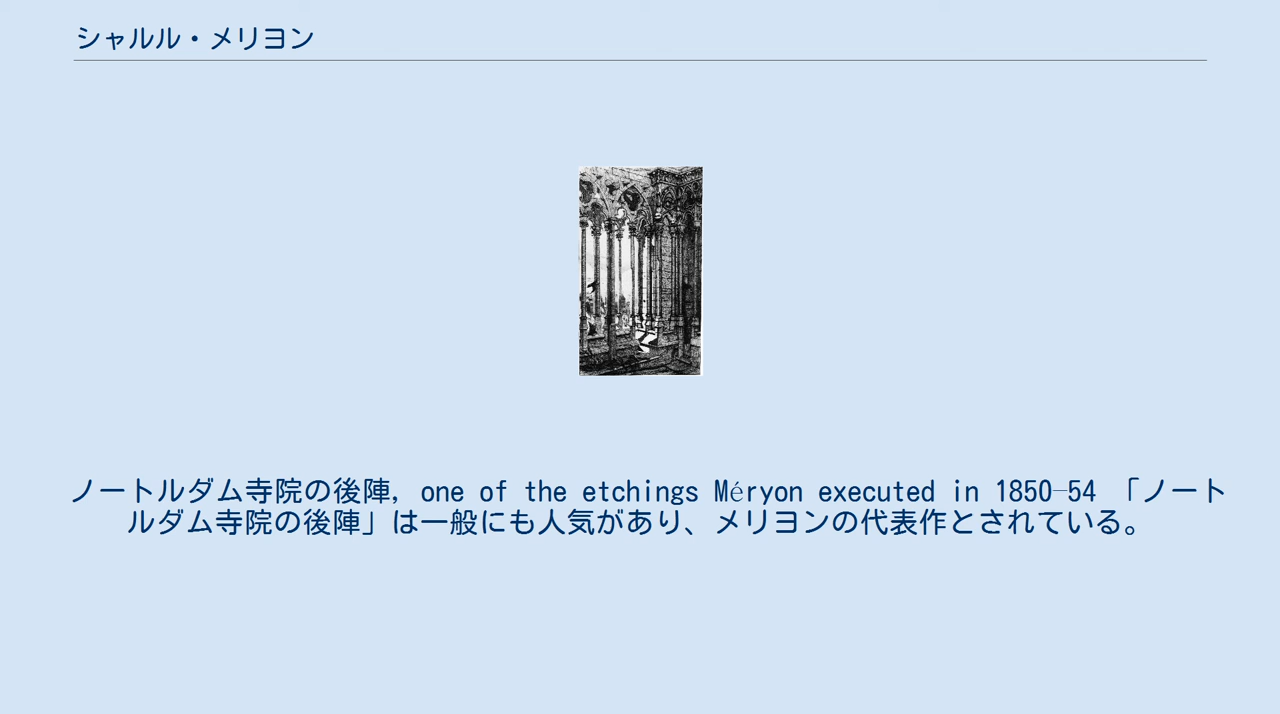 シャルル・メリヨン
ノートルダム寺院の後陣, one of the etchings Méryon executed in 1850–54 「ノート
ルダム寺院の後陣」は一般にも人気があり、メリヨンの代表作とされている。